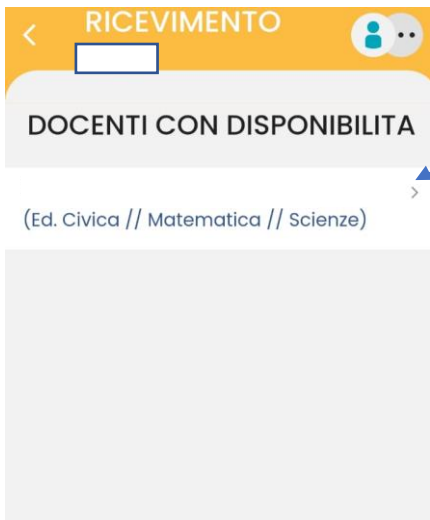 RICEVIMENTO
DOCENTI CON DISPONIBILITA
(Ed. Civica // Matematica // Scienze)